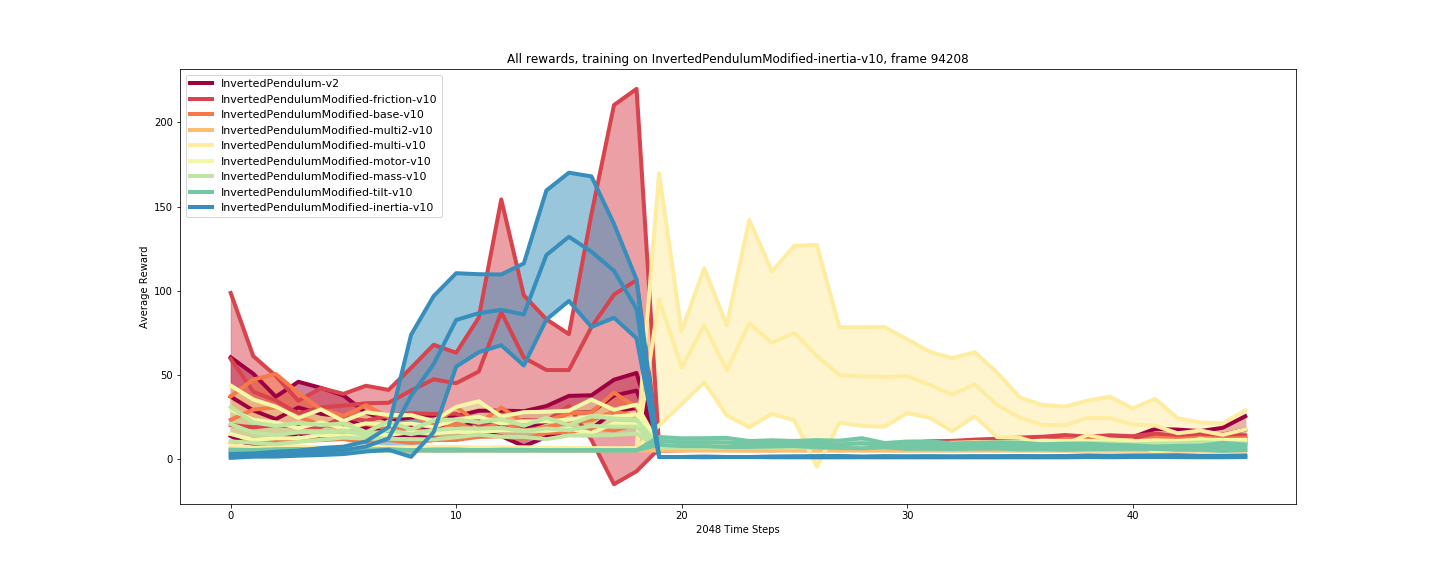 All rewards, training on InvertedPendulumModified-inertia-v10, frame 94208
InvertedPendulum-v2
InvertedPendulumModified-friction-v10
InvertedPendulumModified-base-v10
InvertedPendulumModified-multi2-v10
InvertedPendulumModified-multi-v10
InvertedPendulumModified-motor-v10
InvertedPendulumModified-mass-v10
InvertedPendulumModified-tilt-v10
InvertedPendulumModified-inertia-v10
Average Reward
200
150
100
50
0
0 10 20 30 40
2048 Time Steps